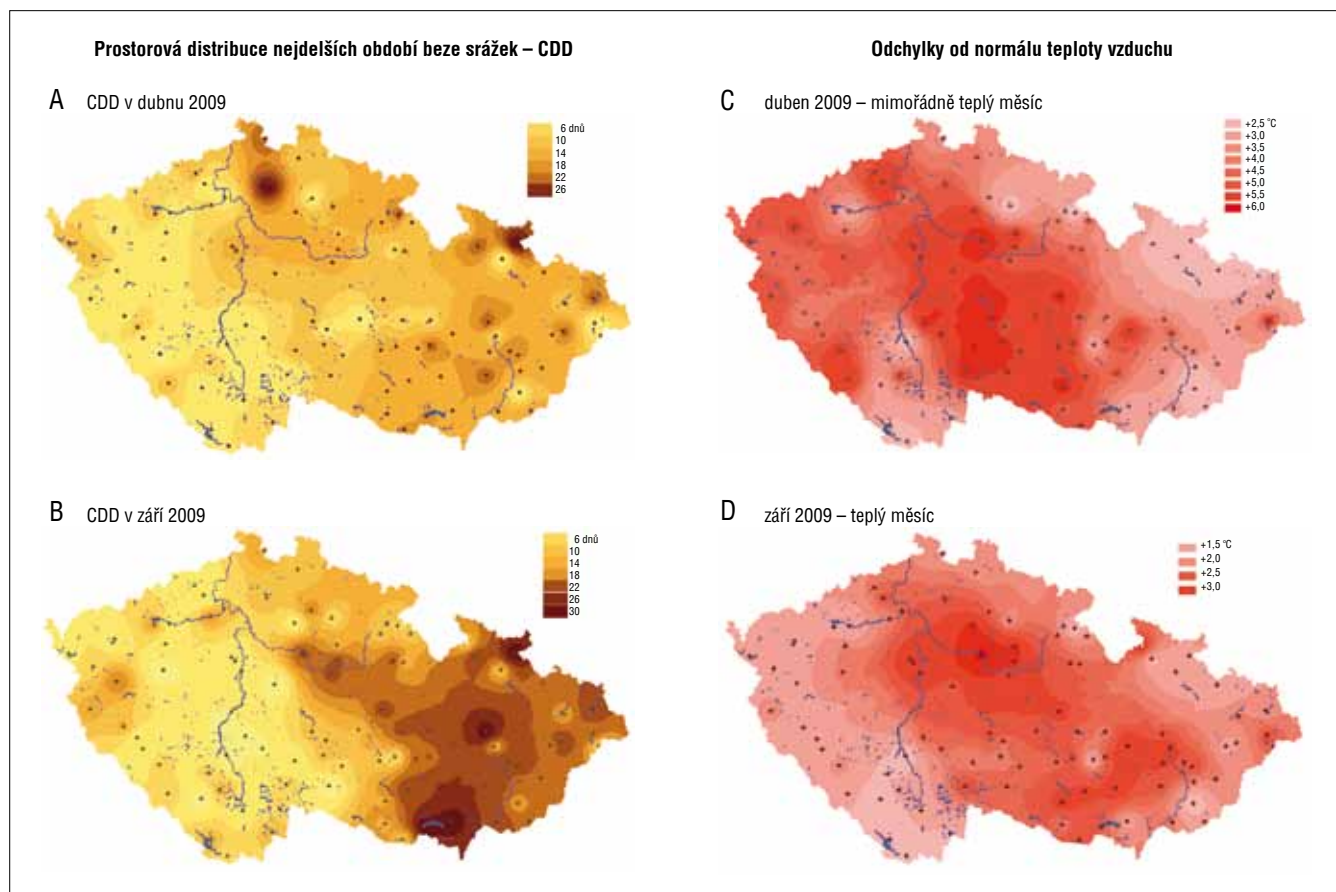 Prostorová distribuce nejdelších období beze srážek – CDD
A CDD v dubnu 2009
6 dnů
10
14
18
22
26
B CDD v září 2009
6 dnů
10
14
18
22
26
30
Odchylky od normálu teploty vzduchu
C duben 2009 – mimořádně teplý měsíc
+2,5 °C
+3,0
+3,5
+4,0
+4,5
+5,0
+5,5
+6,0
D září 2009 – teplý měsíc
+1,5 °C
+2,0
+2,5
+3,0